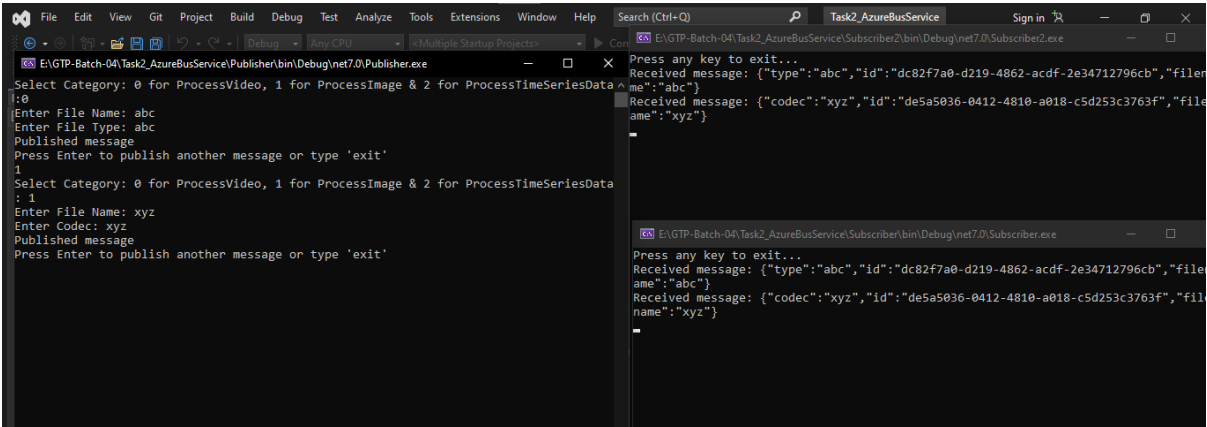 File Edit View Git Project Build Debug Test Analyze Tools Extensions Window Help Search (Ctrl+Q) Task2_AzureBusService Sign in
Debug Any CPU <Multiple Startup Projects> Con
E:\GTP-Batch-04\Task2_AzureBusService\Publisher\bin\Debug\net7.0\Publisher.exe
Select Category: 0 for ProcessVideo, 1 for ProcessImage & 2 for ProcessTimeSeriesData
:0
Enter File Name: abc
Enter File Type: abc
Published message
Press Enter to publish another message or type 'exit'
1
Select Category: 0 for ProcessVideo, 1 for ProcessImage & 2 for ProcessTimeSeriesData
: 1
Enter File Name: xyz
Enter Codec: xyz
Published message
Press Enter to publish another message or type 'exit'
E:\GTP-Batch-04\Task2_AzureBusService\Subscriber2\bin\Debug\net7.0\Subscriber2.exe
Press any key to exit...
Received message: {"type":"abc","id":"dc82f7a0-d219-4862-acdf-2e34712796cb","filen
me":"abc"}
Received message: {"codec":"xyz","id":"de5a5036-0412-4810-a018-c5d253c3763f","file
ame":"xyz"}
E:\GTP-Batch-04\Task2_AzureBusService\Subscriber\bin\Debug\net7.0\Subscriber.exe
Press any key to exit...
Received message: {"type":"abc","id":"dc82f7a0-d219-4862-acdf-2e34712796cb","filen
ame":"abc"}
Received message: {"codec":"xyz","id":"de5a5036-0412-4810-a018-c5d253c3763f","fil
name":"xyz"}